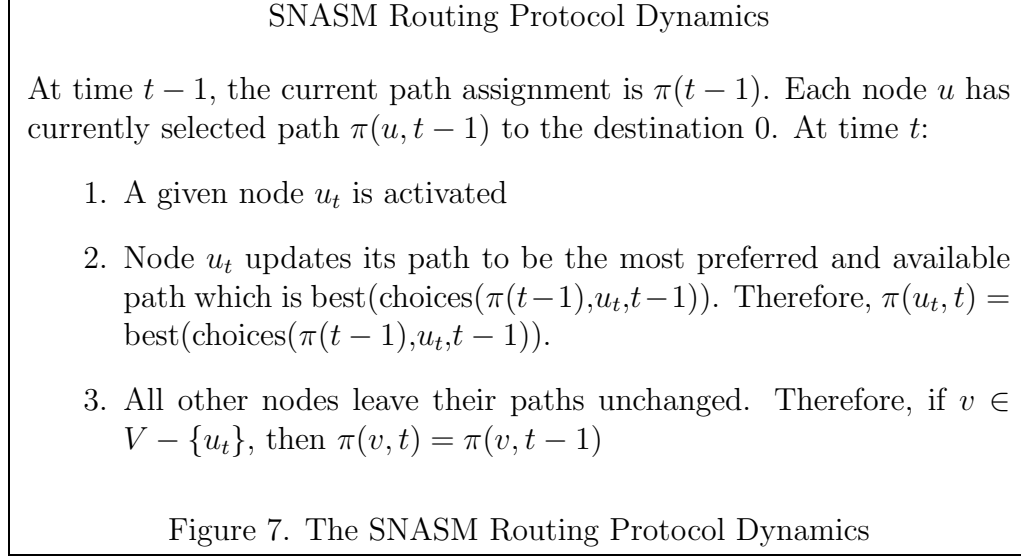 SNASM Routing Protocol Dynamics
At time t − 1, the current path assignment is π(t − 1). Each node u has
currently selected path π(u, t − 1) to the destination 0. At time t:
1. A given node u_t is activated
2. Node u_t updates its path to be the most preferred and available
path which is best(choices(π(t−1),u_t,t−1)). Therefore, π(u_t, t) =
best(choices(π(t − 1),u_t,t − 1)).
3. All other nodes leave their paths unchanged. Therefore, if v ∈
V − {u_t}, then π(v, t) = π(v, t − 1)
Figure 7. The SNASM Routing Protocol Dynamics